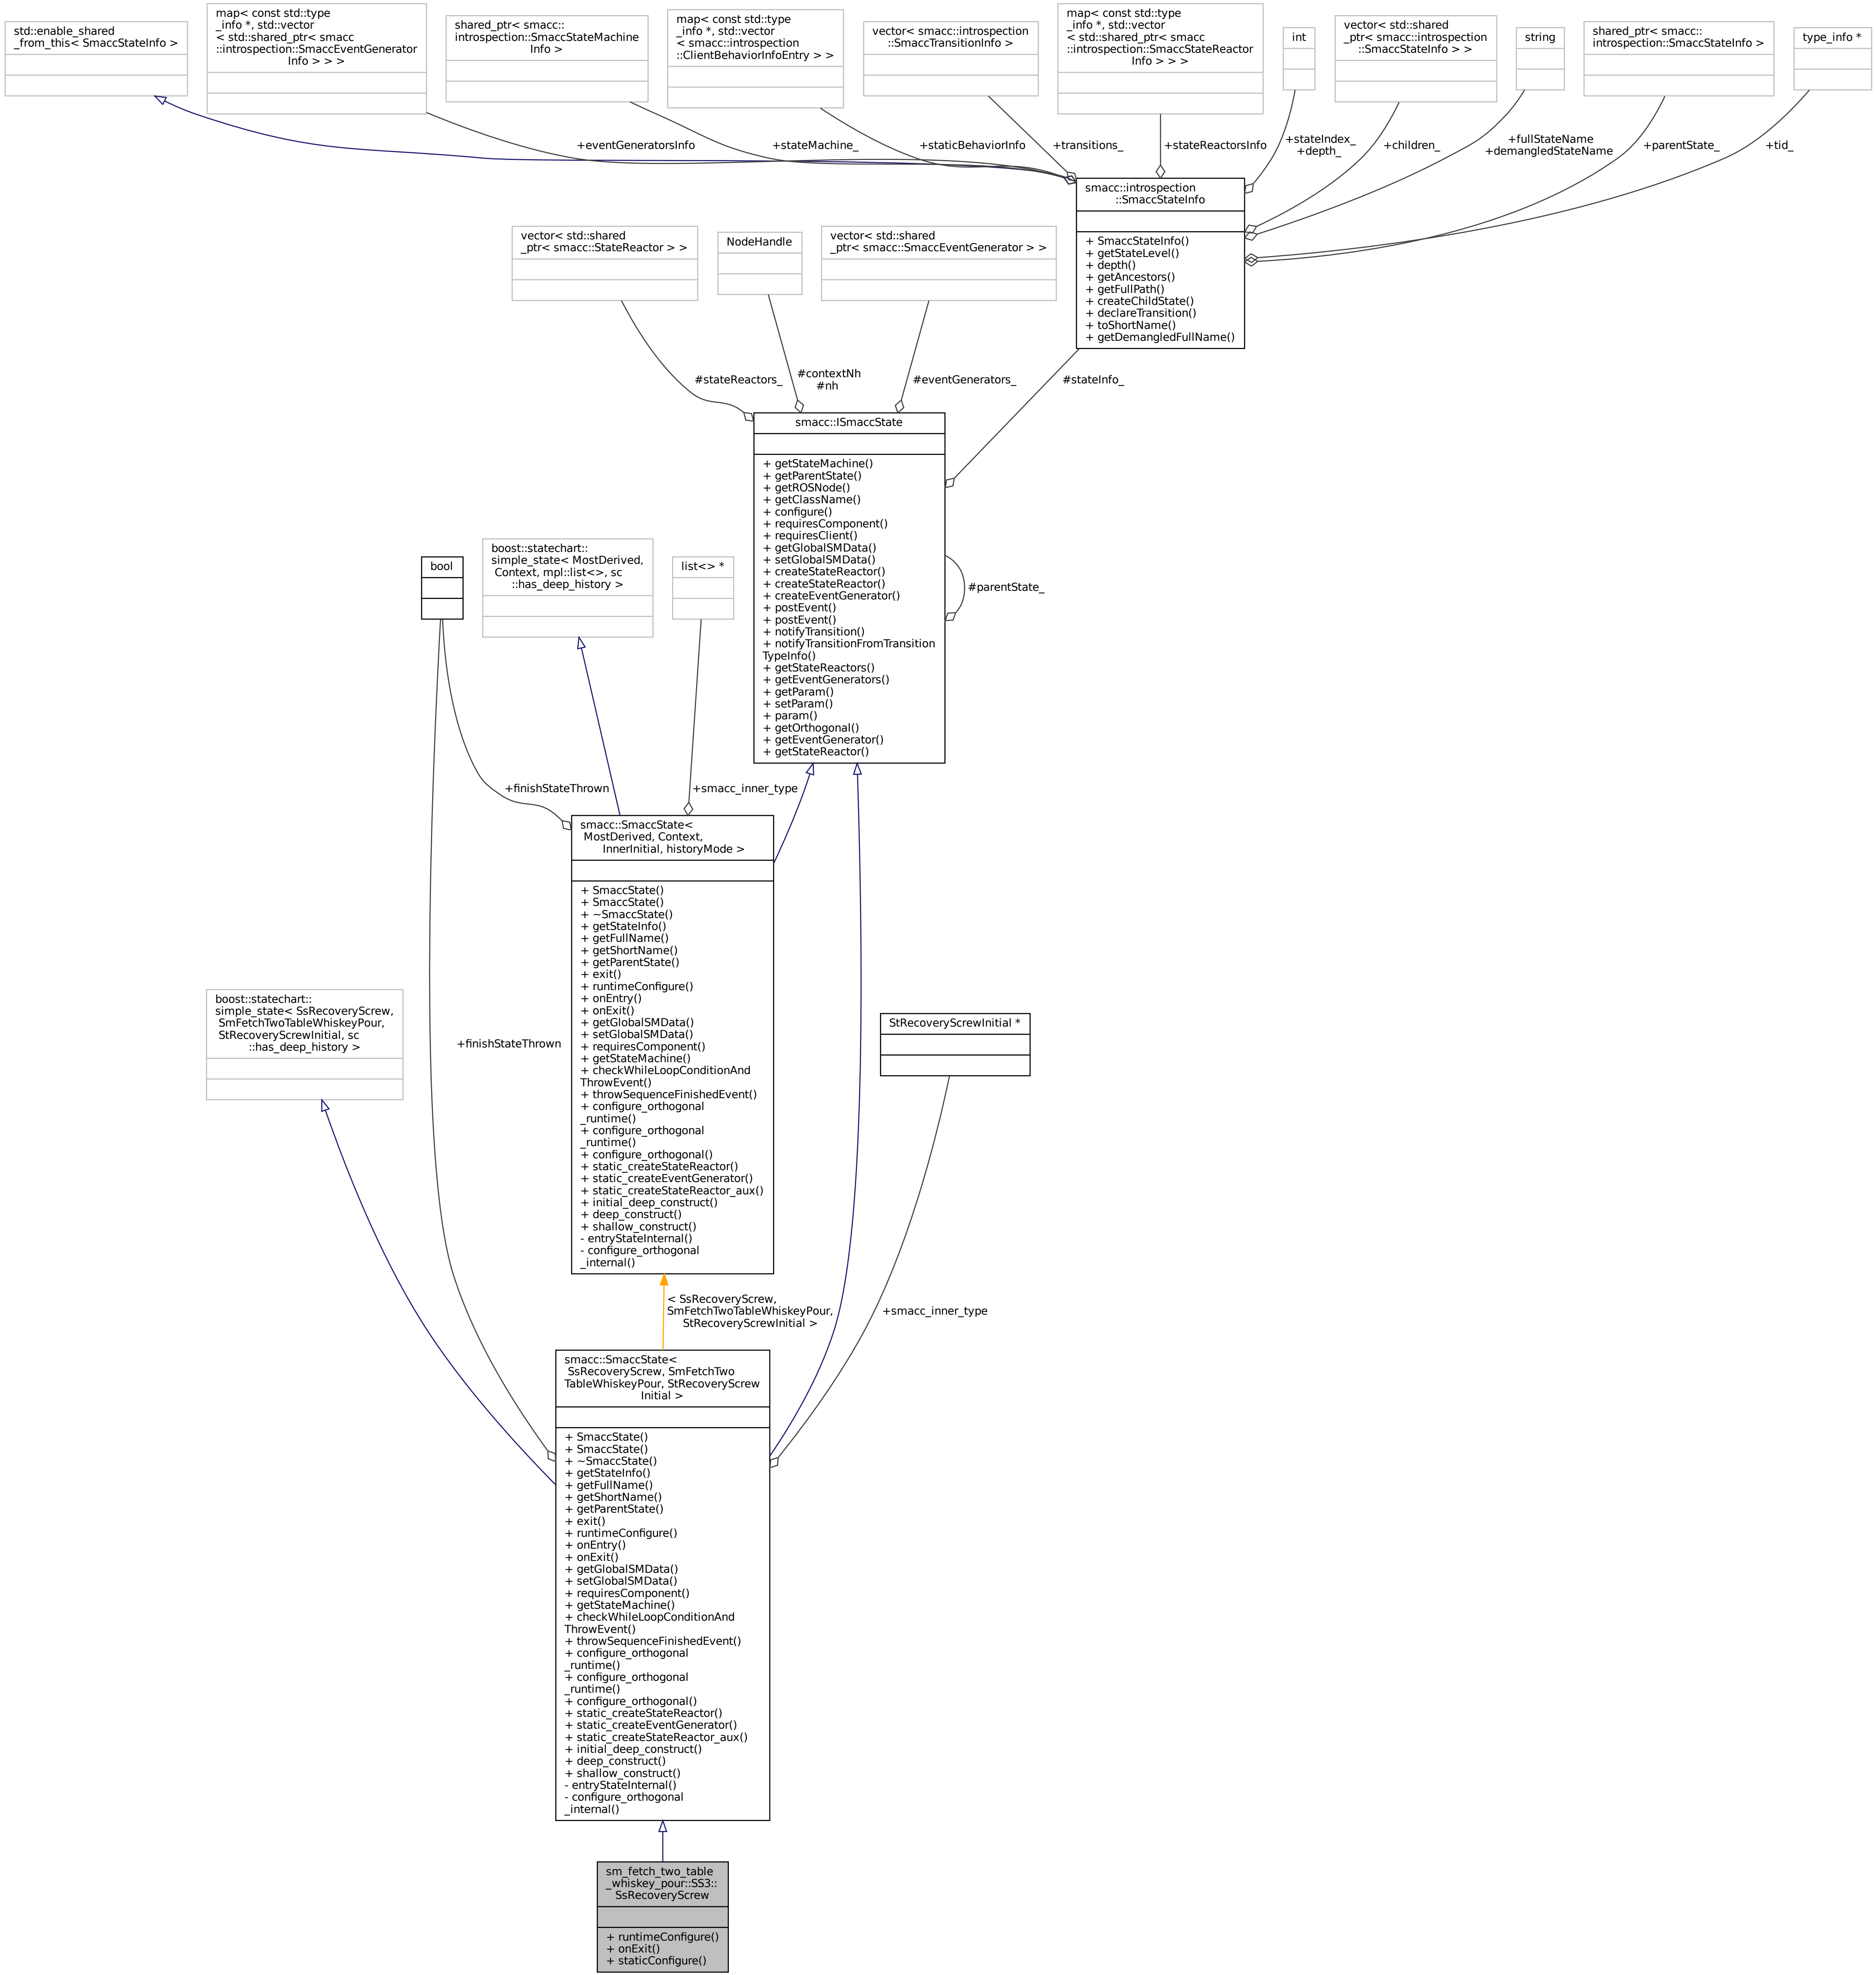 std::enable_shared
_from_this< SmaccStateInfo >
map< const std::type
_info *, std::vector
< std::shared_ptr< smacc
::introspection::SmaccEventGenerator
Info > > >
shared_ptr< smacc::
introspection::SmaccStateMachine
Info >
map< const std::type
_info *, std::vector
< smacc::introspection
::ClientBehaviorInfoEntry > >
vector< smacc::introspection
::SmaccTransitionInfo >
map< const std::type
_info *, std::vector
< std::shared_ptr< smacc
::introspection::SmaccStateReactor
Info > > >
int
vector< std::shared
_ptr< smacc::introspection
::SmaccStateInfo > >
string
shared_ptr< smacc::
introspection::SmaccStateInfo >
type_info *
+eventGeneratorsInfo
+stateMachine_
+staticBehaviorInfo
+transitions_
+stateReactorsInfo
+stateIndex_
+depth_
+children_
+fullStateName
+demangledStateName
+parentState_
+tid_
smacc::introspection
::SmaccStateInfo
+ SmaccStateInfo()
+ getStateLevel()
+ depth()
+ getAncestors()
+ getFullPath()
+ createChildState()
+ declareTransition()
+ toShortName()
+ getDemangledFullName()
vector< std::shared
_ptr< smacc::StateReactor > >
NodeHandle
vector< std::shared
_ptr< smacc::SmaccEventGenerator > >
#stateReactors_
#contextNh
#nh
#eventGenerators_
#stateInfo_
smacc::ISmaccState
+ getStateMachine()
+ getParentState()
+ getROSNode()
+ getClassName()
+ configure()
+ requiresComponent()
+ requiresClient()
+ getGlobalSMData()
+ setGlobalSMData()
+ createStateReactor()
+ createStateReactor()
+ createEventGenerator()
+ postEvent()
+ postEvent()
+ notifyTransition()
+ notifyTransitionFromTransition
TypeInfo()
+ getStateReactors()
+ getEventGenerators()
+ getParam()
+ setParam()
+ param()
+ getOrthogonal()
+ getEventGenerator()
+ getStateReactor()
#parentState_
bool
boost::statechart::
simple_state< MostDerived,
Context, mpl::list<>, sc
::has_deep_history >
list<> *
+finishStateThrown
+smacc_inner_type
smacc::SmaccState<
MostDerived, Context,
InnerInitial, historyMode >
+ SmaccState()
+ SmaccState()
+ ~SmaccState()
+ getStateInfo()
+ getFullName()
+ getShortName()
+ getParentState()
+ exit()
+ runtimeConfigure()
+ onEntry()
+ onExit()
+ getGlobalSMData()
+ setGlobalSMData()
+ requiresComponent()
+ getStateMachine()
+ checkWhileLoopConditionAnd
ThrowEvent()
+ throwSequenceFinishedEvent()
+ configure_orthogonal
_runtime()
+ configure_orthogonal
_runtime()
+ configure_orthogonal()
+ static_createStateReactor()
+ static_createEventGenerator()
+ static_createStateReactor_aux()
+ initial_deep_construct()
+ deep_construct()
+ shallow_construct()
- entryStateInternal()
- configure_orthogonal
_internal()
boost::statechart::
simple_state< SsRecoveryScrew,
SmFetchTwoTableWhiskeyPour,
StRecoveryScrewInitial, sc
::has_deep_history >
+finishStateThrown
StRecoveryScrewInitial *
< SsRecoveryScrew,
SmFetchTwoTableWhiskeyPour,
StRecoveryScrewInitial >
+smacc_inner_type
smacc::SmaccState<
SsRecoveryScrew, SmFetchTwo
TableWhiskeyPour, StRecoveryScrew
Initial >
+ SmaccState()
+ SmaccState()
+ ~SmaccState()
+ getStateInfo()
+ getFullName()
+ getShortName()
+ getParentState()
+ exit()
+ runtimeConfigure()
+ onEntry()
+ onExit()
+ getGlobalSMData()
+ setGlobalSMData()
+ requiresComponent()
+ getStateMachine()
+ checkWhileLoopConditionAnd
ThrowEvent()
+ throwSequenceFinishedEvent()
+ configure_orthogonal
_runtime()
+ configure_orthogonal
_runtime()
+ configure_orthogonal()
+ static_createStateReactor()
+ static_createEventGenerator()
+ static_createStateReactor_aux()
+ initial_deep_construct()
+ deep_construct()
+ shallow_construct()
- entryStateInternal()
- configure_orthogonal
_internal()
sm_fetch_two_table
_whiskey_pour::SS3::
SsRecoveryScrew
+ runtimeConfigure()
+ onExit()
+ staticConfigure()